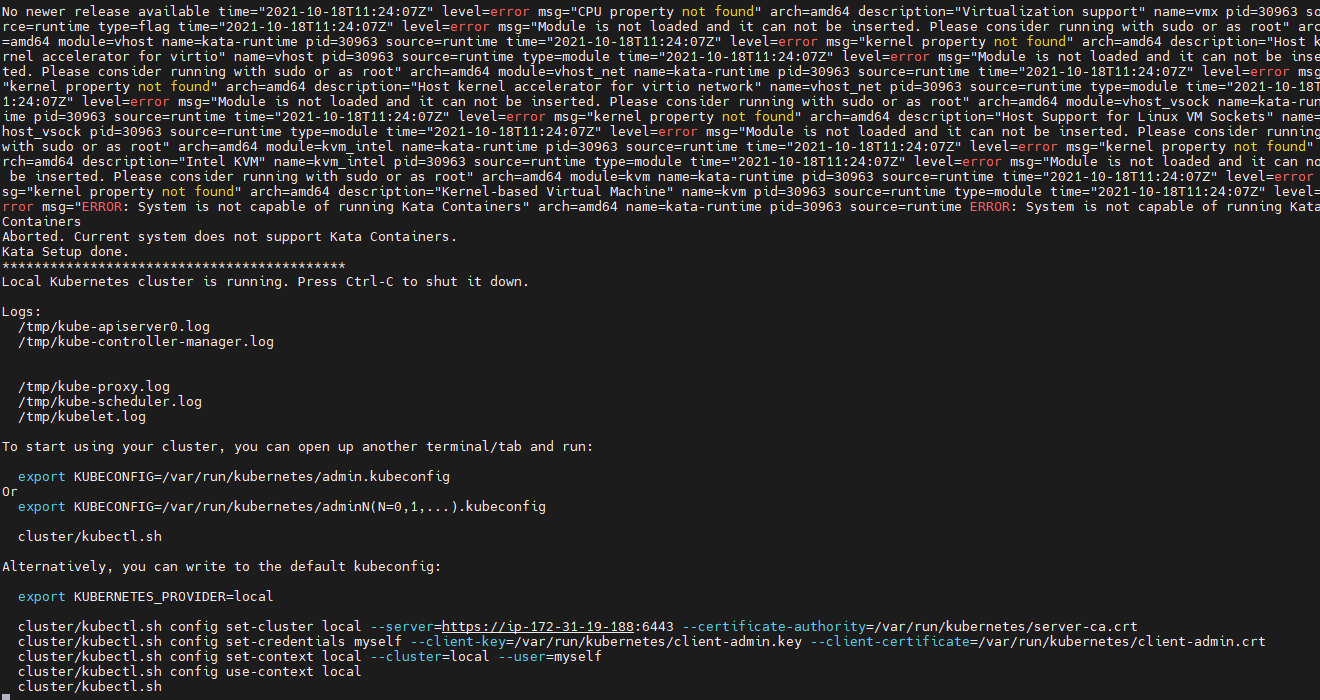 No newer release available time="2021-10-18T11:24:07Z" level=error msg="CPU property not found" arch=amd64 description="Virtualization support" name=vmx pid=30963 so
rce=runtime type=flag time="2021-10-18T11:24:07Z" level=error msg="Module is not loaded and it can not be inserted. Please consider running with sudo or as root" arc
=amd64 module=vhost name=kata-runtime pid=30963 source=runtime time="2021-10-18T11:24:07Z" level=error msg="kernel property not found" arch=amd64 description="Host k
rnel accelerator for virtio" name=vhost pid=30963 source=runtime type=module time="2021-10-18T11:24:07Z" level=error msg="Module is not loaded and it can not be inse
ted. Please consider running with sudo or as root" arch=amd64 module=vhost_net name=kata-runtime pid=30963 source=runtime time="2021-10-18T11:24:07Z" level=error msg
"kernel property not found" arch=amd64 description="Host kernel accelerator for virtio network" name=vhost_net pid=30963 source=runtime type=module time="2021-10-18T
1:24:07Z" level=error msg="Module is not loaded and it can not be inserted. Please consider running with sudo or as root" arch=amd64 module=vhost_vsock name=kata-run
ime pid=30963 source=runtime time="2021-10-18T11:24:07Z" level=error msg="kernel property not found" arch=amd64 description="Host Support for Linux VM Sockets" name=
host_vsock pid=30963 source=runtime type=module time="2021-10-18T11:24:07Z" level=error msg="Module is not loaded and it can not be inserted. Please consider running
with sudo or as root" arch=amd64 module=kvm_intel name=kata-runtime pid=30963 source=runtime time="2021-10-18T11:24:07Z" level=error msg="kernel property not found"
rch=amd64 description="Intel KVM" name=kvm_intel pid=30963 source=runtime type=module time="2021-10-18T11:24:07Z" level=error msg="Module is not loaded and it can no
be inserted. Please consider running with sudo or as root" arch=amd64 module=kvm name=kata-runtime pid=30963 source=runtime time="2021-10-18T11:24:07Z" level=error
sg="kernel property not found" arch=amd64 description="Kernel-based Virtual Machine" name=kvm pid=30963 source=runtime type=module time="2021-10-18T11:24:07Z" level=
rror msg="ERROR: System is not capable of running Kata Containers" arch=amd64 name=kata-runtime pid=30963 source=runtime ERROR: System is not capable of running Kata
Containers
Aborted. Current system does not support Kata Containers.
Kata Setup done.
*******************************************
Local Kubernetes cluster is running. Press Ctrl-C to shut it down.

Logs:
  /tmp/kube-apiserver0.log
  /tmp/kube-controller-manager.log

  /tmp/kube-proxy.log
  /tmp/kube-scheduler.log
  /tmp/kubelet.log

To start using your cluster, you can open up another terminal/tab and run:

  export KUBECONFIG=/var/run/kubernetes/admin.kubeconfig
Or
  export KUBECONFIG=/var/run/kubernetes/adminN(N=0,1,...).kubeconfig

  cluster/kubectl.sh

Alternatively, you can write to the default kubeconfig:

  export KUBERNETES_PROVIDER=local

  cluster/kubectl.sh config set-cluster local --server=https://ip-172-31-19-188:6443 --certificate-authority=/var/run/kubernetes/server-ca.crt
  cluster/kubectl.sh config set-credentials myself --client-key=/var/run/kubernetes/client-admin.key --client-certificate=/var/run/kubernetes/client-admin.crt
  cluster/kubectl.sh config set-context local --cluster=local --user=myself
  cluster/kubectl.sh config use-context local
  cluster/kubectl.sh